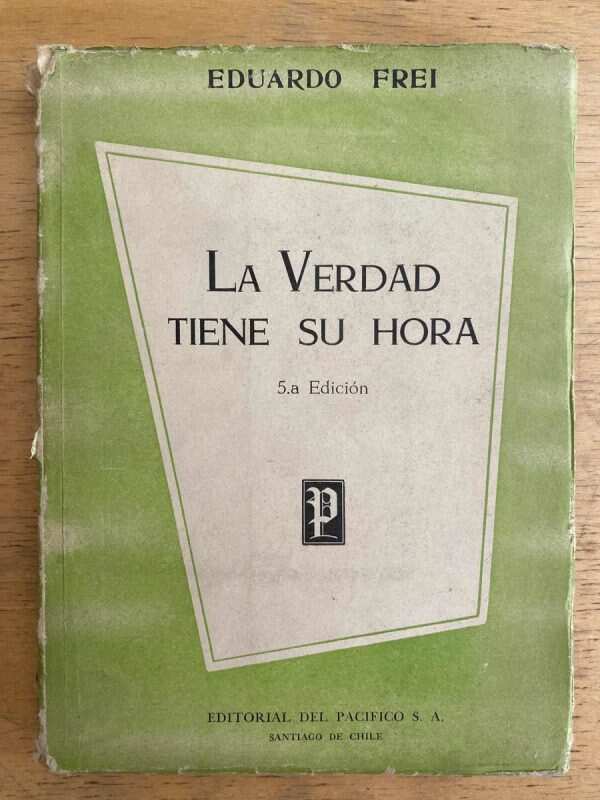 EDUARDO FREI
LA VERDAD
TIENE SU HORA
5.a Edición
P
EDITORIAL DEL PACIFICO S. A.
SANTIAGO DE CHILE